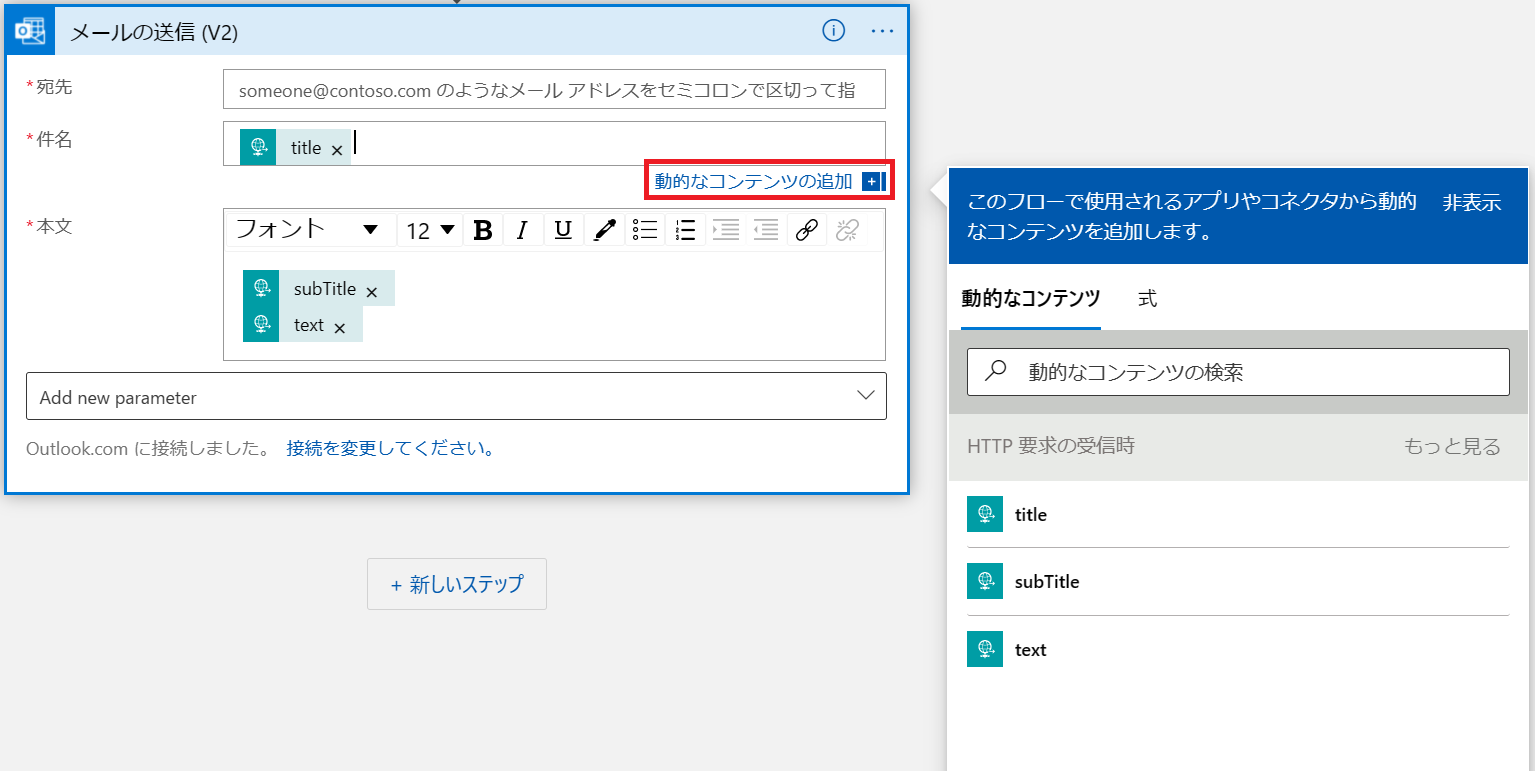 メールの送信 (V2)
* 宛先
someone@contoso.com のようなメール アドレスをセミコロンで区切って指
* 件名
title ×
動的なコンテンツの追加 +
* 本文
フォント 12 B I U
subTitle ×
text ×
Add new parameter
Outlook.com に接続しました。 接続を変更してください。
+ 新しいステップ
このフローで使用されるアプリやコネクタから動的
なコンテンツを追加します。
非表示
動的なコンテンツ 式
動的なコンテンツの検索
HTTP 要求の受信時 もっと見る
title
subTitle
text